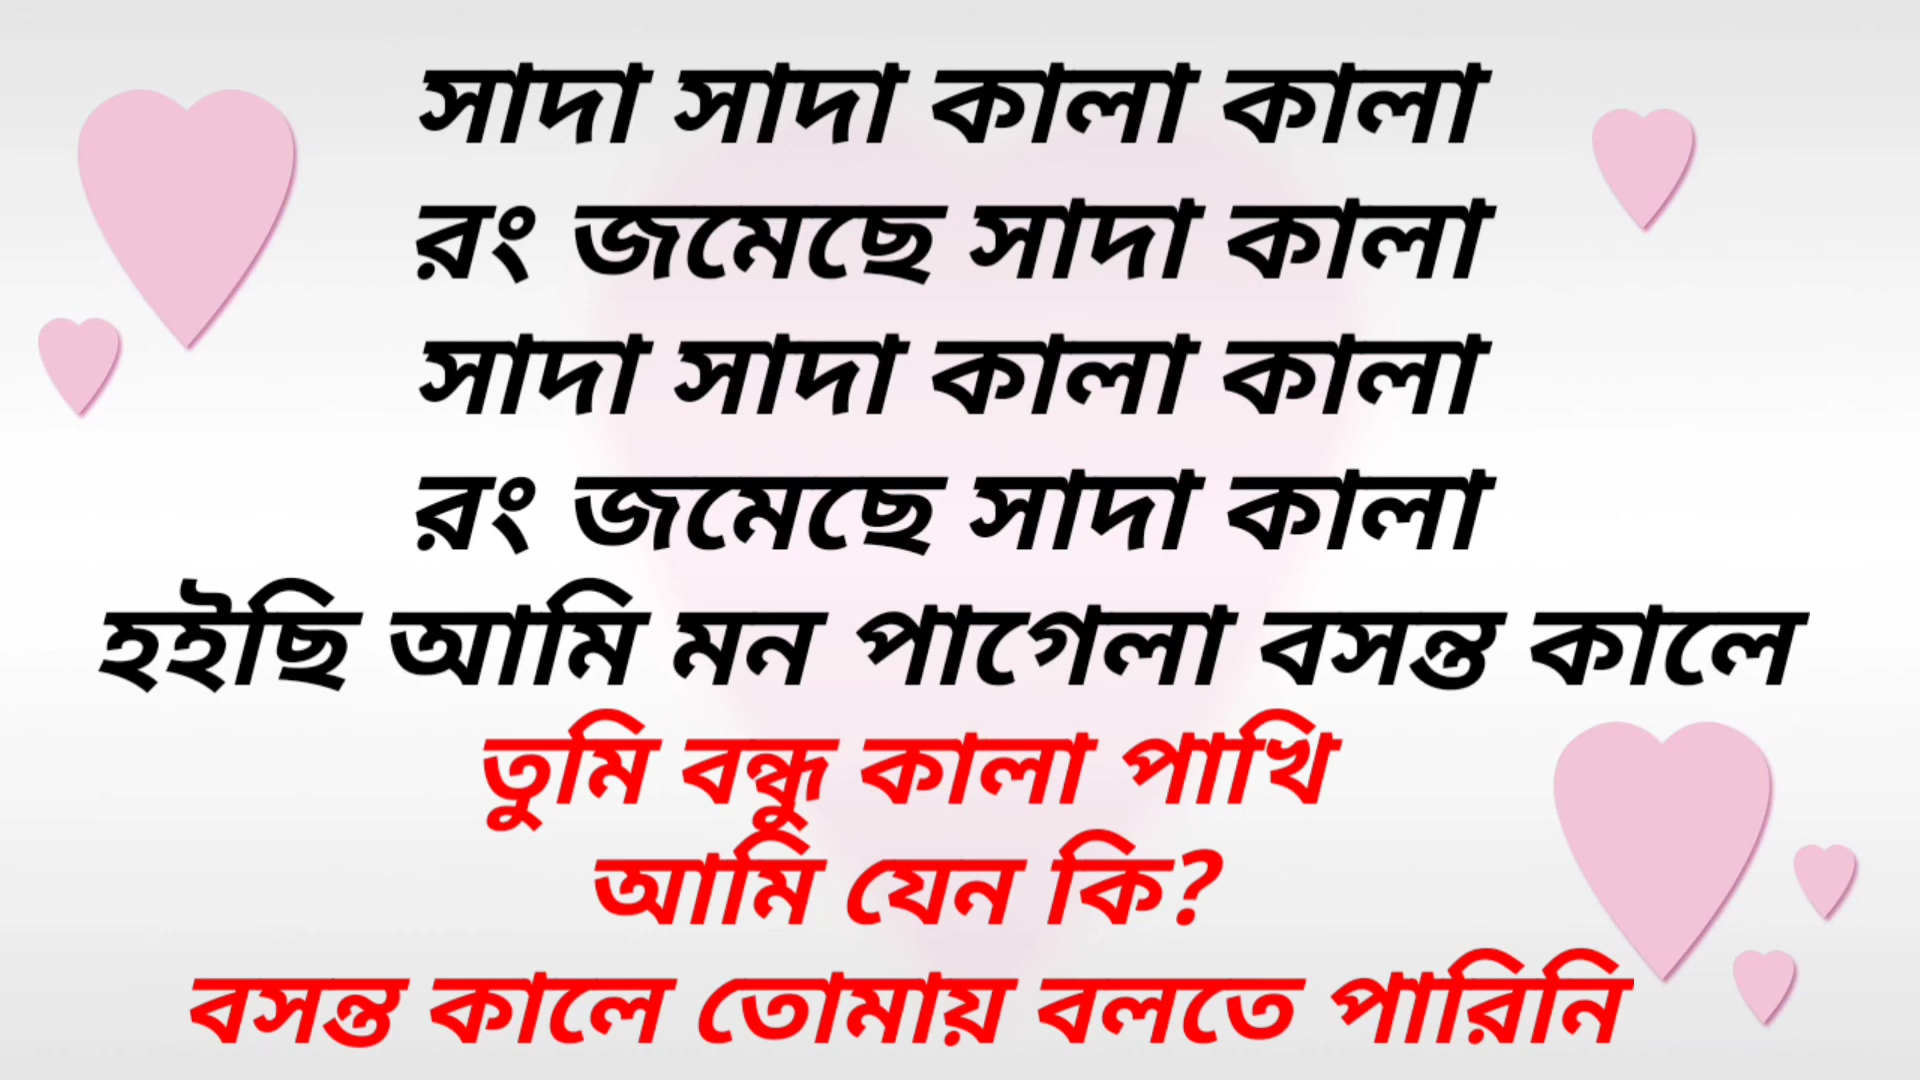 সাদা সাদা কালা কালা
রং জমেছে সাদা কালা
সাদা সাদা কালা কালা
রং জমেছে সাদা কালা
হইছি আমি মন পাগেলা বসন্ত কালে
তুমি বন্ধু কালা পাখি
আমি যেন কি?
বসন্ত কালে তোমায় বলতে পারিনি